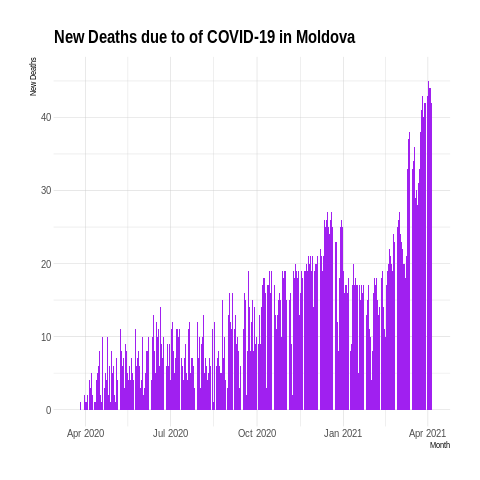 New Deaths due to of COVID-19 in Moldova
New Deaths
40
30
20
10
0
Apr 2020 Jul 2020 Oct 2020 Jan 2021 Apr 2021
Month